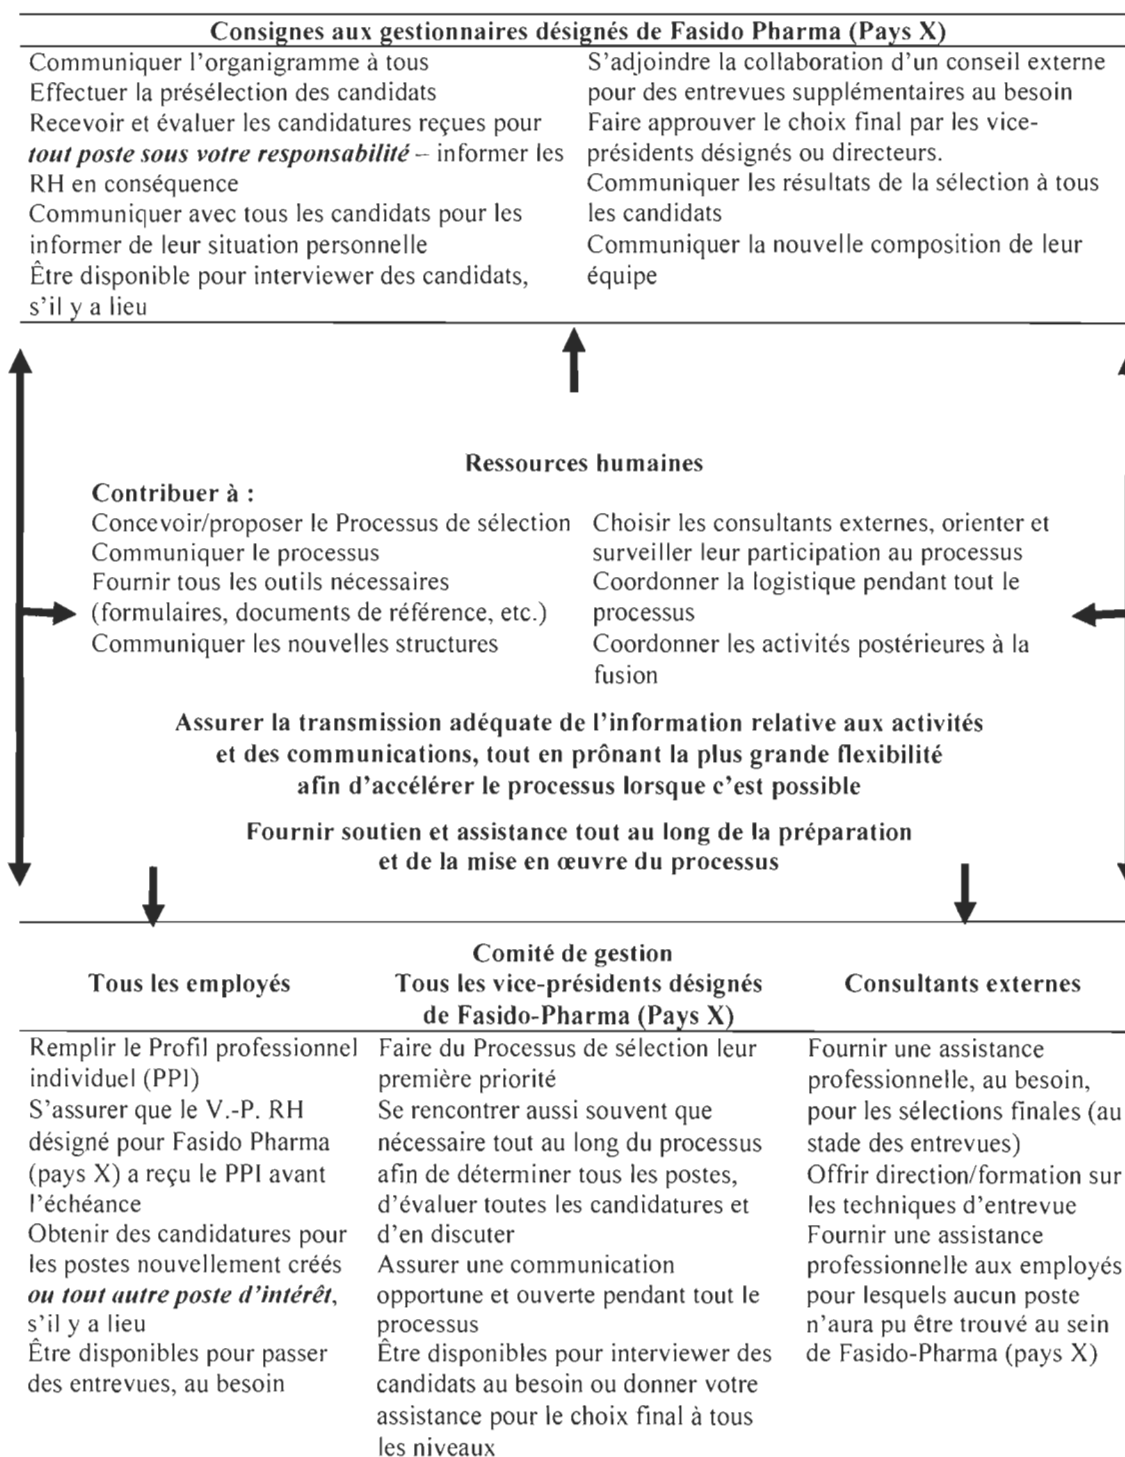 Consignes aux gestionnaires désignés de Fasido Pharma (Pays X)
Communiquer l'organigramme à tous
Effectuer la présélection des candidats
Recevoir et évaluer les candidatures reçues pour
tout poste sous votre responsabilité – informer les
RH en conséquence
Communiquer avec tous les candidats pour les
informer de leur situation personnelle
Être disponible pour interviewer des candidats,
s'il y a lieu
S'adjoindre la collaboration d'un conseil externe
pour des entrevues supplémentaires au besoin
Faire approuver le choix final par les vice-
présidents désignés ou directeurs.
Communiquer les résultats de la sélection à tous
les candidats
Communiquer la nouvelle composition de leur
équipe
Ressources humaines
Contribuer à :
Concevoir/proposer le Processus de sélection
Communiquer le processus
Fournir tous les outils nécessaires
(formulaires, documents de référence, etc.)
Communiquer les nouvelles structures
Choisir les consultants externes, orienter et
surveiller leur participation au processus
Coordonner la logistique pendant tout le
processus
Coordonner les activités postérieures à la
fusion
Assurer la transmission adéquate de l'information relative aux activités
et des communications, tout en prônant la plus grande flexibilité
afin d'accélérer le processus lorsque c'est possible
Fournir soutien et assistance tout au long de la préparation
et de la mise en œuvre du processus
Tous les employés
Remplir le Profil professionnel
individuel (PPI)
S'assurer que le V.-P. RH
désigné pour Fasido Pharma
(pays X) a reçu le PPI avant
l'échéance
Obtenir des candidatures pour
les postes nouvellement créés
ou tout autre poste d'intérêt,
s'il y a lieu
Être disponibles pour passer
des entrevues, au besoin
Comité de gestion
Tous les vice-présidents désignés
de Fasido-Pharma (Pays X)
Faire du Processus de sélection leur
première priorité
Se rencontrer aussi souvent que
nécessaire tout au long du processus
afin de déterminer tous les postes,
d'évaluer toutes les candidatures et
d'en discuter
Assurer une communication
opportune et ouverte pendant tout le
processus
Être disponibles pour interviewer des
candidats au besoin ou donner votre
assistance pour le choix final à tous
les niveaux
Consultants externes
Fournir une assistance
professionnelle, au besoin,
pour les sélections finales (au
stade des entrevues)
Offrir direction/formation sur
les techniques d'entrevue
Fournir une assistance
professionnelle aux employés
pour lesquels aucun poste
n'aura pu être trouvé au sein
de Fasido-Pharma (pays X)